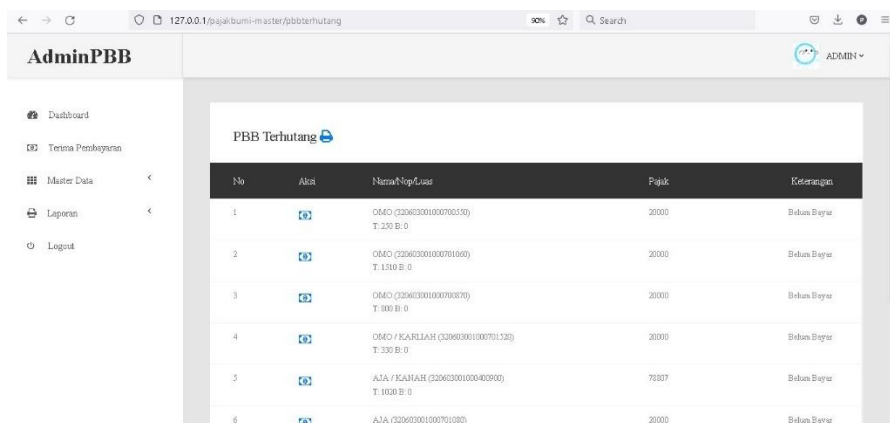 127.0.0.1/pajakbumi-master/pbbterhutang
90%
Search
AdminPBB
ADMIN
Dashboard
Terima Pembayaran
Master Data
Laporan
Logout
PBB Terhutang
No Aksi Nama/Nop/Luas Pajak Keterangan
1 OMO (320603001000700550) 20000 Belum Bayar
T: 250 B: 0
2 OMO (320603001000701060) 20000 Belum Bayar
T: 1510 B: 0
3 OMO (320603001000700870) 20000 Belum Bayar
T: 800 B: 0
4 OMO / KARLIAH (320603001000701520) 20000 Belum Bayar
T: 330 B: 0
5 AJA / KANAH (320603001000400900) 78807 Belum Bayar
T: 1020 B: 0
6 AJA (320603001000701080) 20000 Belum Bayar